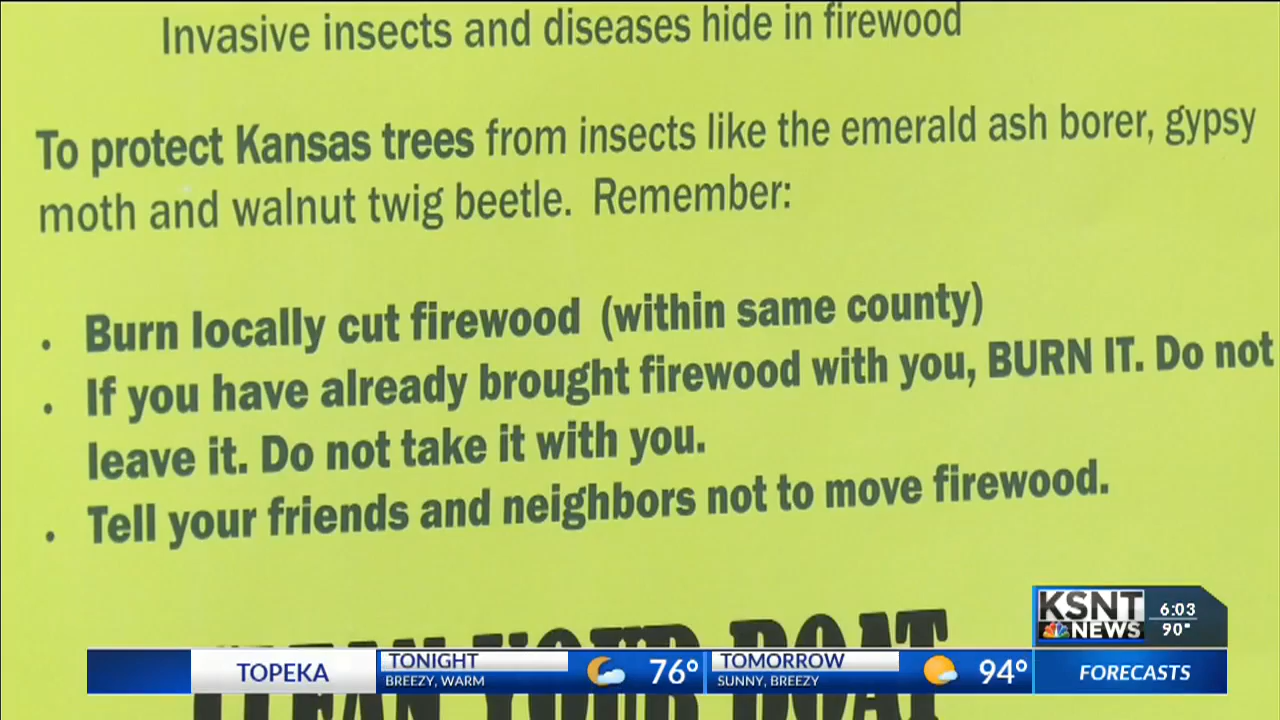 Invasive insects and diseases hide in firewood
To protect Kansas trees from insects like the emerald ash borer, gypsy
moth and walnut twig beetle. Remember:
. Burn locally cut firewood (within same county)
. If you have already brought firewood with you, BURN IT. Do not
leave it. Do not take it with you.
. Tell your friends and neighbors not to move firewood.
CLEAN YOUR BOAT
KSNT
NEWS
6:03
90°
TOPEKA
TONIGHT
BREEZY, WARM
76°
TOMORROW
SUNNY, BREEZY
94°
FORECASTS